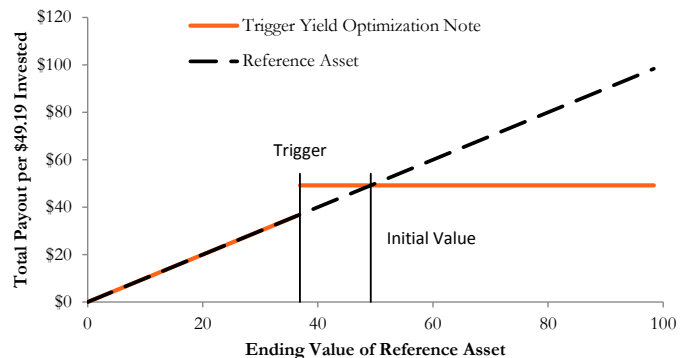 Total Payout per $49.19 Invested
$120
$100
$80
$60
$40
$20
$0
Trigger Yield Optimization Note
Reference Asset
Trigger
Initial Value
0 20 40 60 80 100
Ending Value of Reference Asset